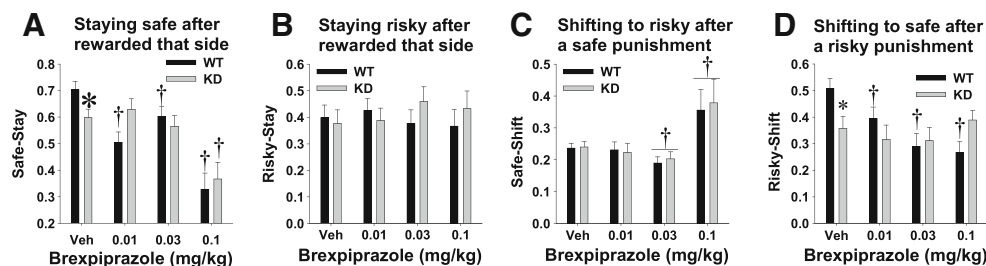 A
Staying safe after
rewarded that side
Safe-Stay
0.8
0.7
0.6
0.5
0.4
0.3
0.2
WT
KD
*
†
†
†
†
Veh 0.01 0.03 0.1
Brexpiprazole (mg/kg)
B
Staying risky after
rewarded that side
Risky-Stay
0.6
0.5
0.4
0.3
0.2
0.1
0.0
WT
KD
Veh 0.01 0.03 0.1
Brexpiprazole (mg/kg)
C
Shifting to risky after
a safe punishment
Safe-Shift
0.5
0.4
0.3
0.2
0.1
0.0
WT
KD
†
†
Veh 0.01 0.03 0.1
Brexpiprazole (mg/kg)
D
Shifting to safe after
a risky punishment
Risky-Shift
0.6
0.5
0.4
0.3
0.2
0.1
0.0
WT
KD
*
†
†
†
Veh 0.01 0.03 0.1
Brexpiprazole (mg/kg)